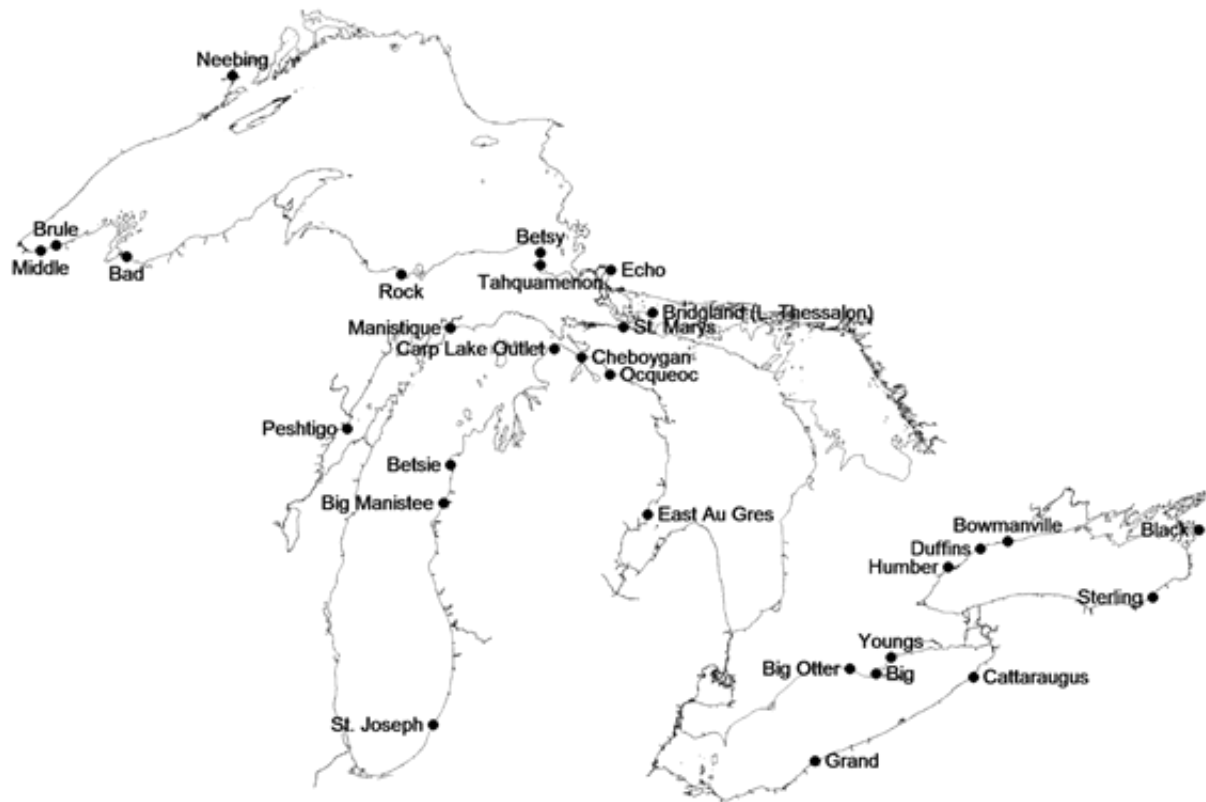 Neebing
Brule
Middle
Bad
Betsy
Echo
Rock
Tahquamenon
Bridgland (L. Thessalon)
Manistique
St. Marys
Carp Lake Outlet
Cheboygan
Ocqueoc
Peshtigo
Betsie
Big Manistee
East Au Gres
Bowmanville
Black
Duffins
Humber
Sterling
Youngs
Big Otter
Big
Cattaraugus
St. Joseph
Grand